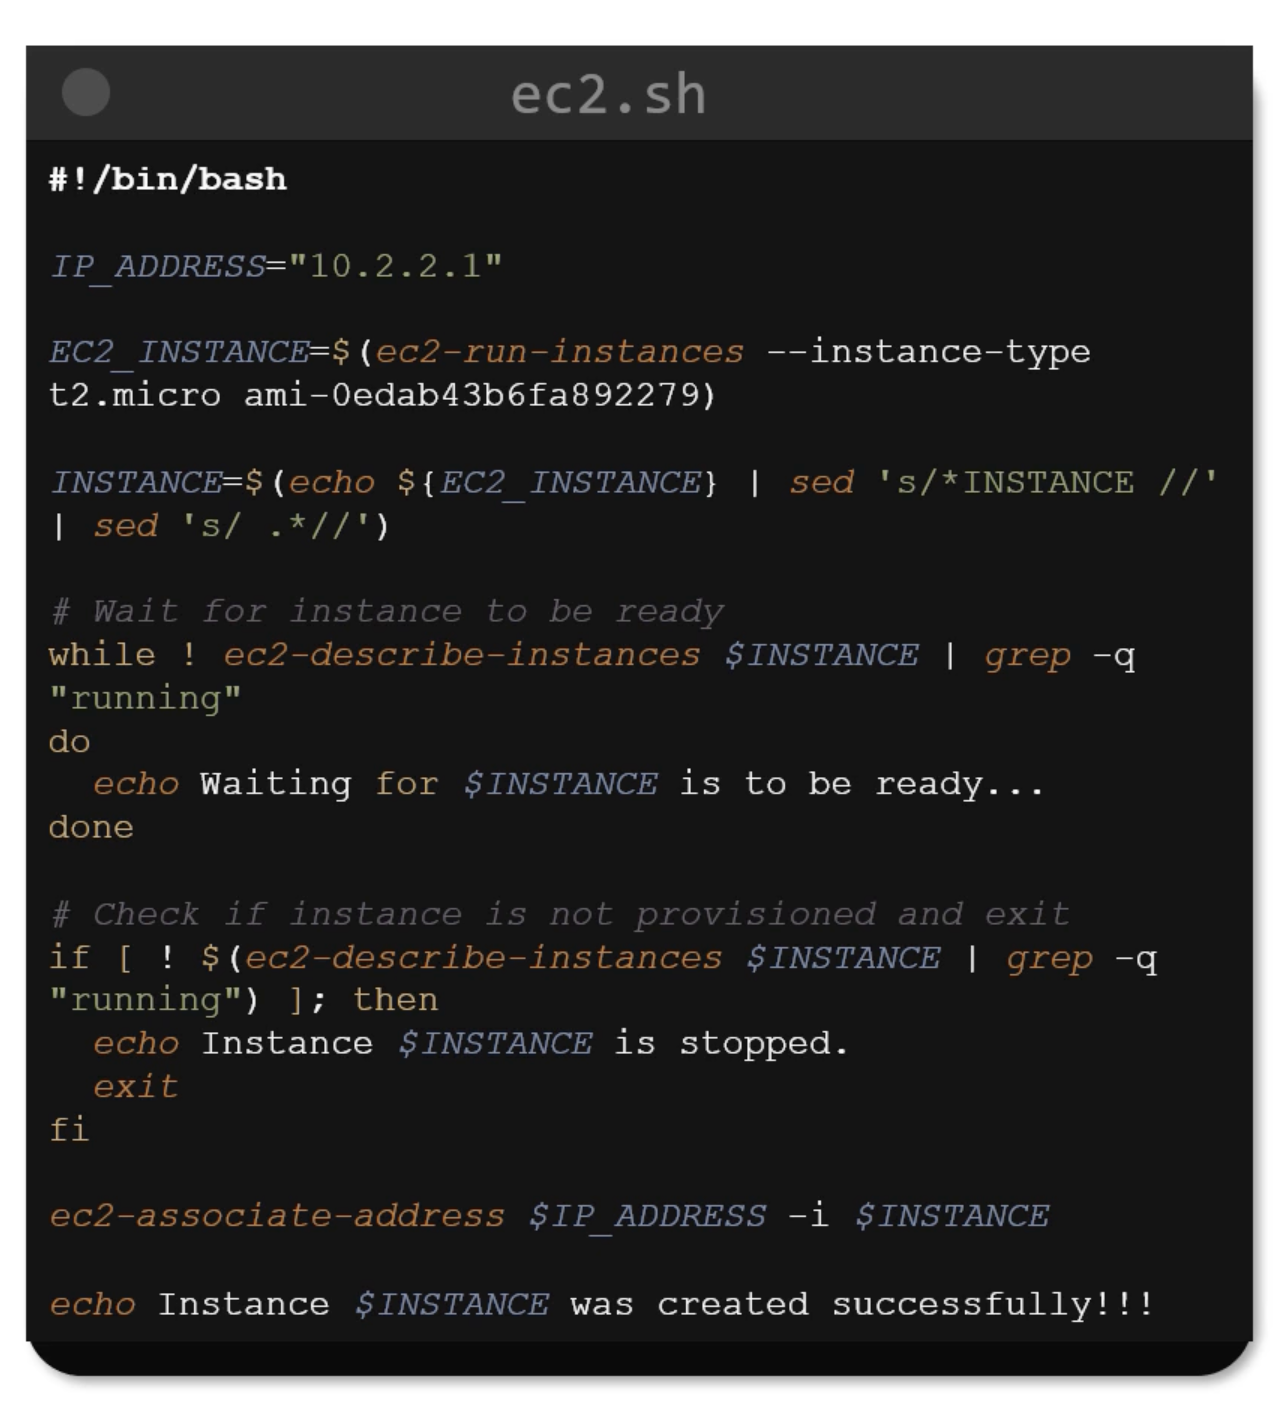 ec2.sh
#!/bin/bash
IP_ADDRESS="10.2.2.1"
EC2_INSTANCE=$(ec2-run-instances --instance-type
t2.micro ami-0edab43b6fa892279)
INSTANCE=$(echo ${EC2_INSTANCE} | sed 's/*INSTANCE //'
| sed 's/ .*//')
# Wait for instance to be ready
while ! ec2-describe-instances $INSTANCE | grep -q
"running"
do
  echo Waiting for $INSTANCE is to be ready...
done
# Check if instance is not provisioned and exit
if [ ! $(ec2-describe-instances $INSTANCE | grep -q
"running") ]; then
  echo Instance $INSTANCE is stopped.
  exit
fi
ec2-associate-address $IP_ADDRESS -i $INSTANCE
echo Instance $INSTANCE was created successfully!!!